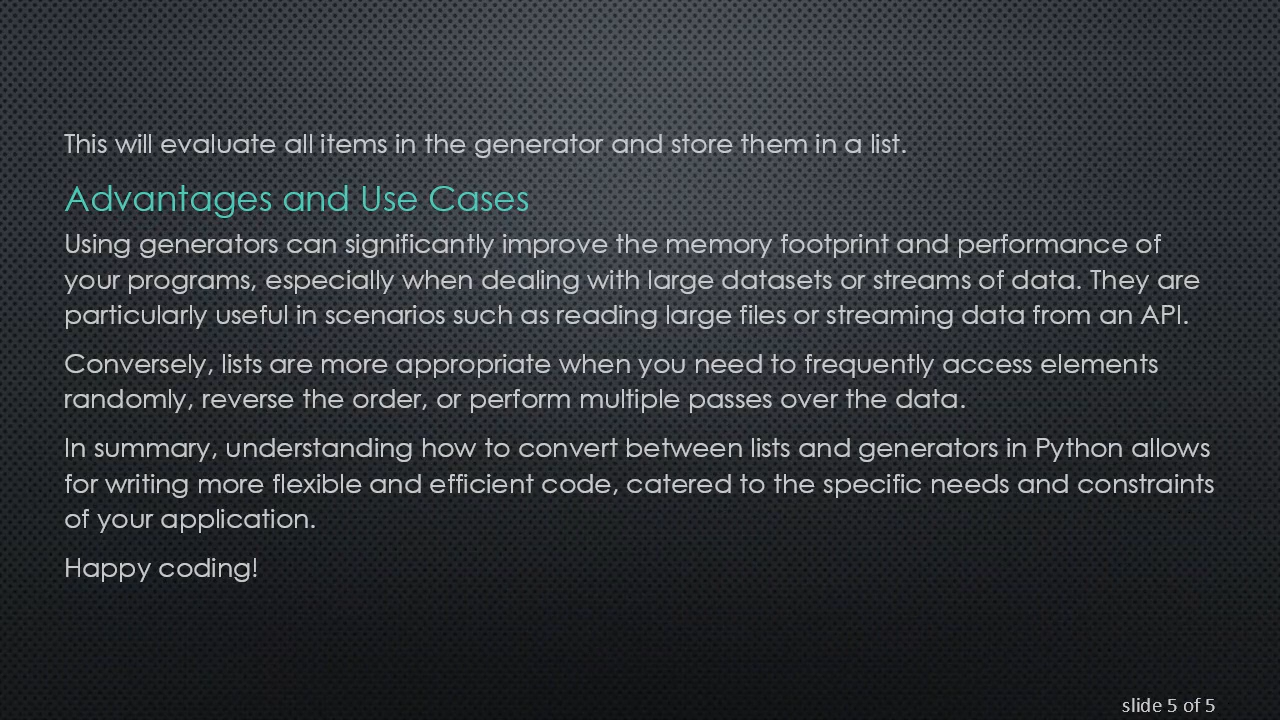 This will evaluate all items in the generator and store them in a list.
Advantages and Use Cases
Using generators can significantly improve the memory footprint and performance of
your programs, especially when dealing with large datasets or streams of data. They are
particularly useful in scenarios such as reading large files or streaming data from an API.
Conversely, lists are more appropriate when you need to frequently access elements
randomly, reverse the order, or perform multiple passes over the data.
In summary, understanding how to convert between lists and generators in Python allows
for writing more flexible and efficient code, catered to the specific needs and constraints
of your application.
Happy coding!
slide 5 of 5